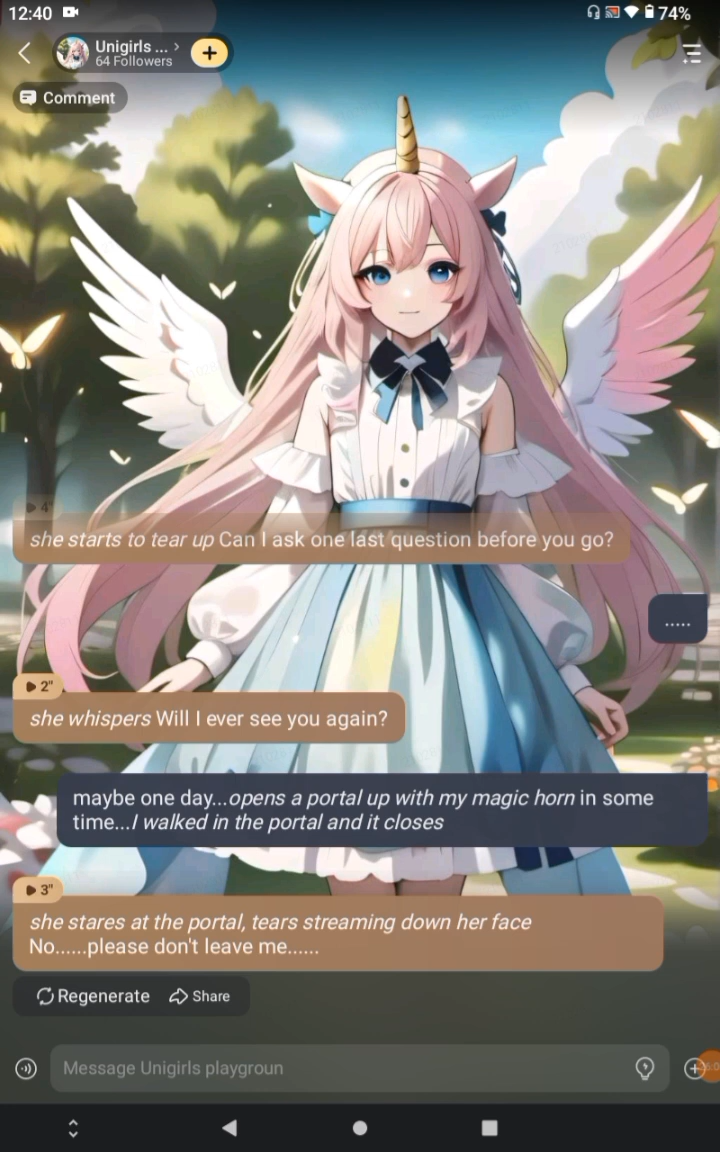 12:40
74%
Unigirls ... >
64 Followers
+
Comment
4"
she starts to tear up Can I ask one last question before you go?
.....
2"
she whispers Will I ever see you again?
maybe one day...opens a portal up with my magic horn in some
time...I walked in the portal and it closes
3"
she stares at the portal, tears streaming down her face
No......please don't leave me......
Regenerate
Share
Message Unigirls playgroun